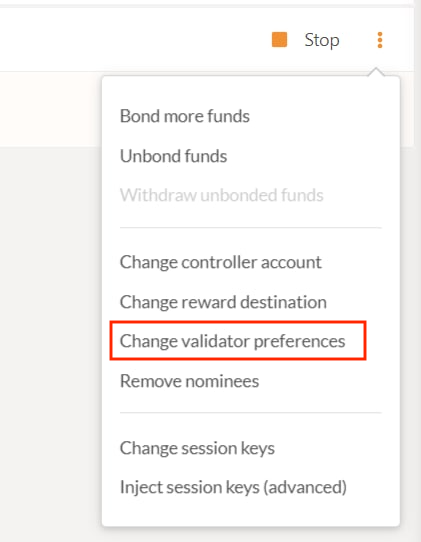 Stop
Bond more funds
Unbond funds
Withdraw unbonded funds
Change controller account
Change reward destination
Change validator preferences
Remove nominees
Change session keys
Inject session keys (advanced)